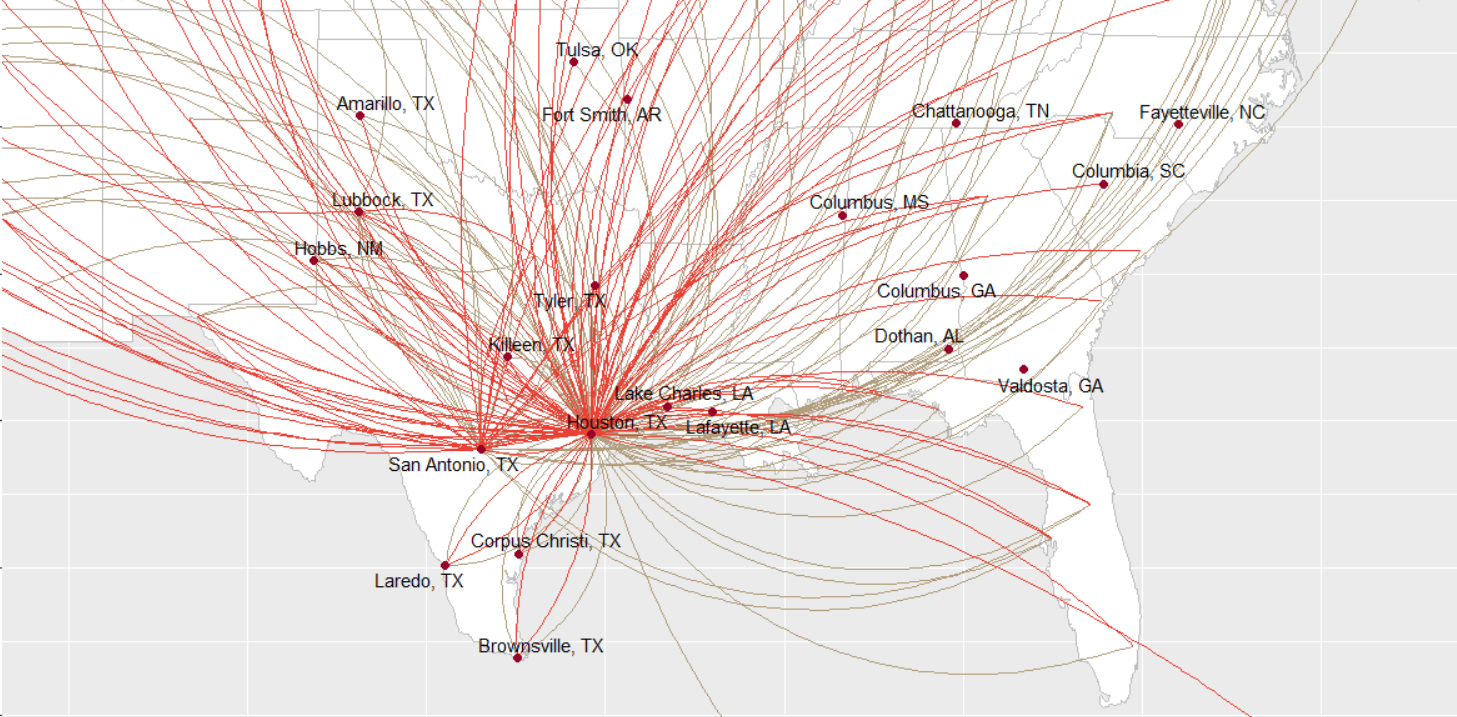 Tulsa, OK
Amarillo, TX
Fort Smith, AR
Chattanooga, TN
Fayetteville, NC
Columbia, SC
Lubbock, TX
Columbus, MS
Hobbs, NM
Columbus, GA
Tyler, TX
Dothan, AL
Killeen, TX
Valdosta, GA
Lake Charles, LA
Houston, TX
Lafayette, LA
San Antonio, TX
Corpus Christi, TX
Laredo, TX
Brownsville, TX